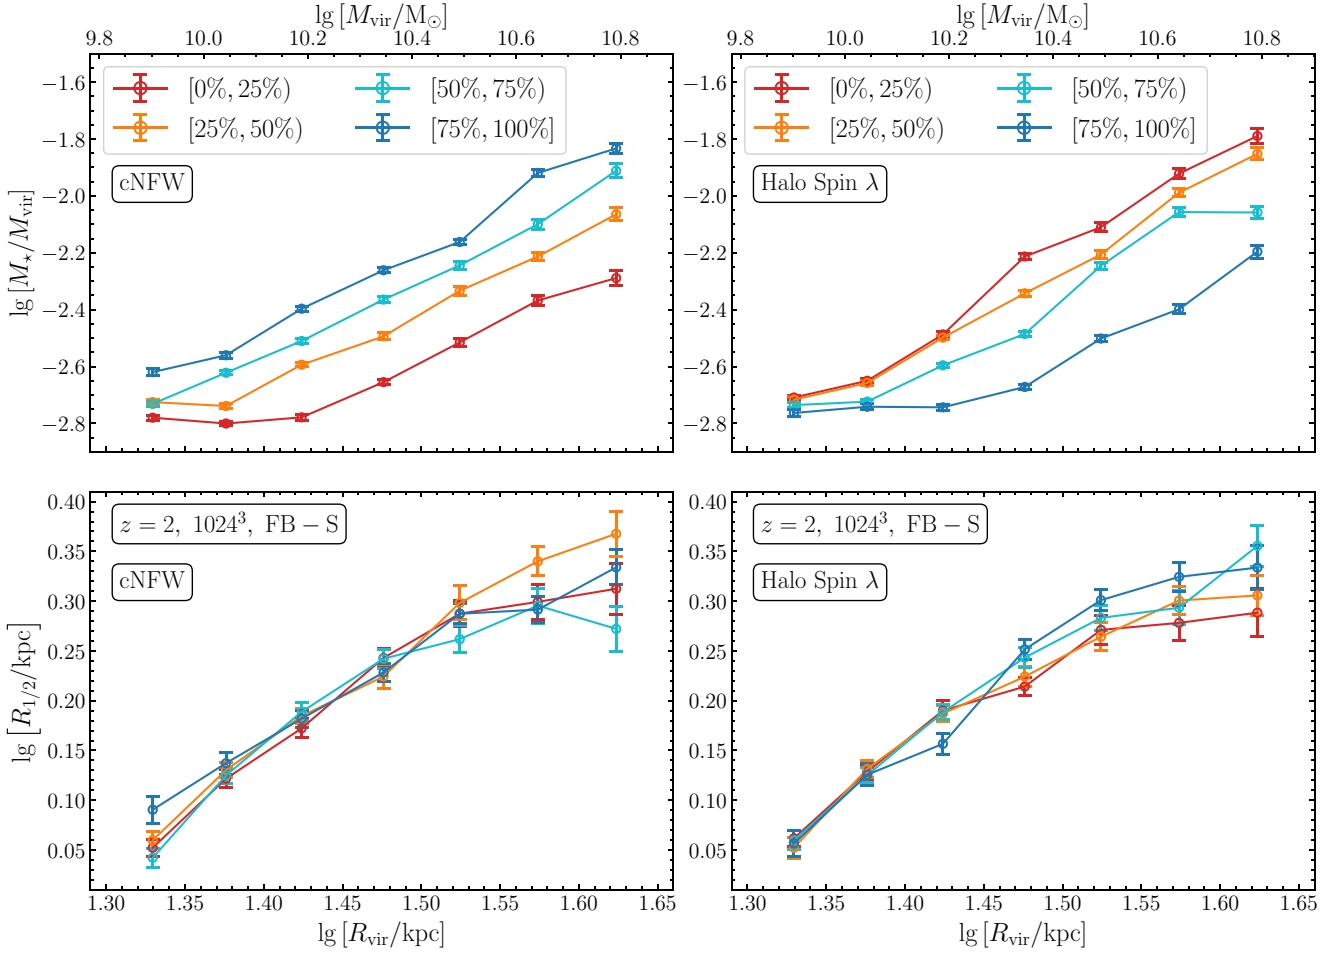 lg [M_vir/M_⊙]
9.8 10.0 10.2 10.4 10.6 10.8
lg [M_⋆/M_vir]
−1.6
−1.8
−2.0
−2.2
−2.4
−2.6
−2.8
[0%, 25%) [50%, 75%)
[25%, 50%) [75%, 100%]
cNFW
lg [M_vir/M_⊙]
9.8 10.0 10.2 10.4 10.6 10.8
−1.6
−1.8
−2.0
−2.2
−2.4
−2.6
−2.8
[0%, 25%) [50%, 75%)
[25%, 50%) [75%, 100%]
Halo Spin λ
lg [R_1/2/kpc]
0.40
0.35
0.30
0.25
0.20
0.15
0.10
0.05
z = 2, 1024³, FB − S
cNFW
1.30 1.35 1.40 1.45 1.50 1.55 1.60 1.65
lg [R_vir/kpc]
0.40
0.35
0.30
0.25
0.20
0.15
0.10
0.05
z = 2, 1024³, FB − S
Halo Spin λ
1.30 1.35 1.40 1.45 1.50 1.55 1.60 1.65
lg [R_vir/kpc]